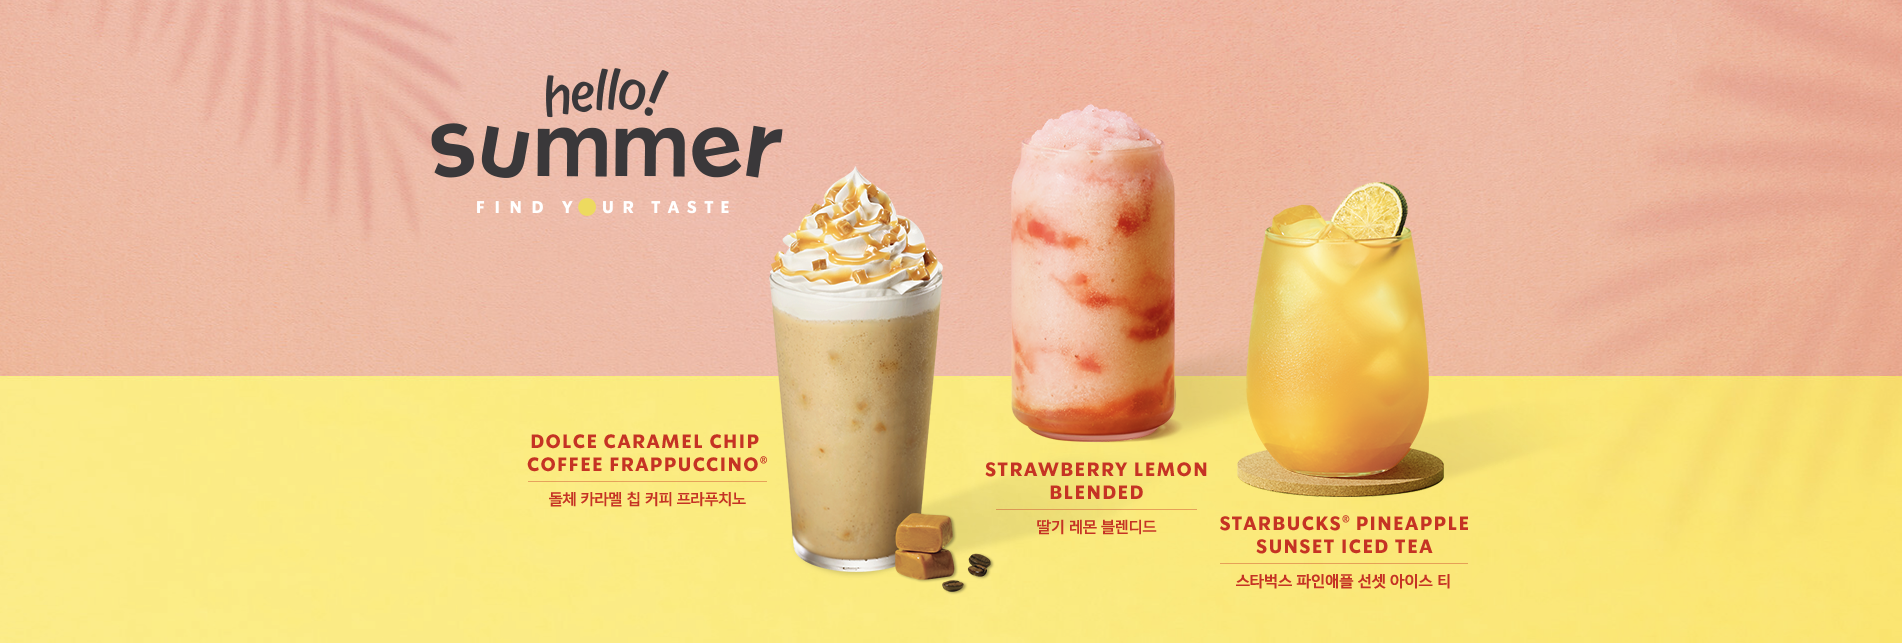 hello!
summer
FIND YOUR TASTE
DOLCE CARAMEL CHIP
COFFEE FRAPPUCCINO®
돌체 카라멜 칩 커피 프라푸치노
STRAWBERRY LEMON
BLENDED
딸기 레몬 블렌디드
STARBUCKS® PINEAPPLE
SUNSET ICED TEA
스타벅스 파인애플 선셋 아이스 티